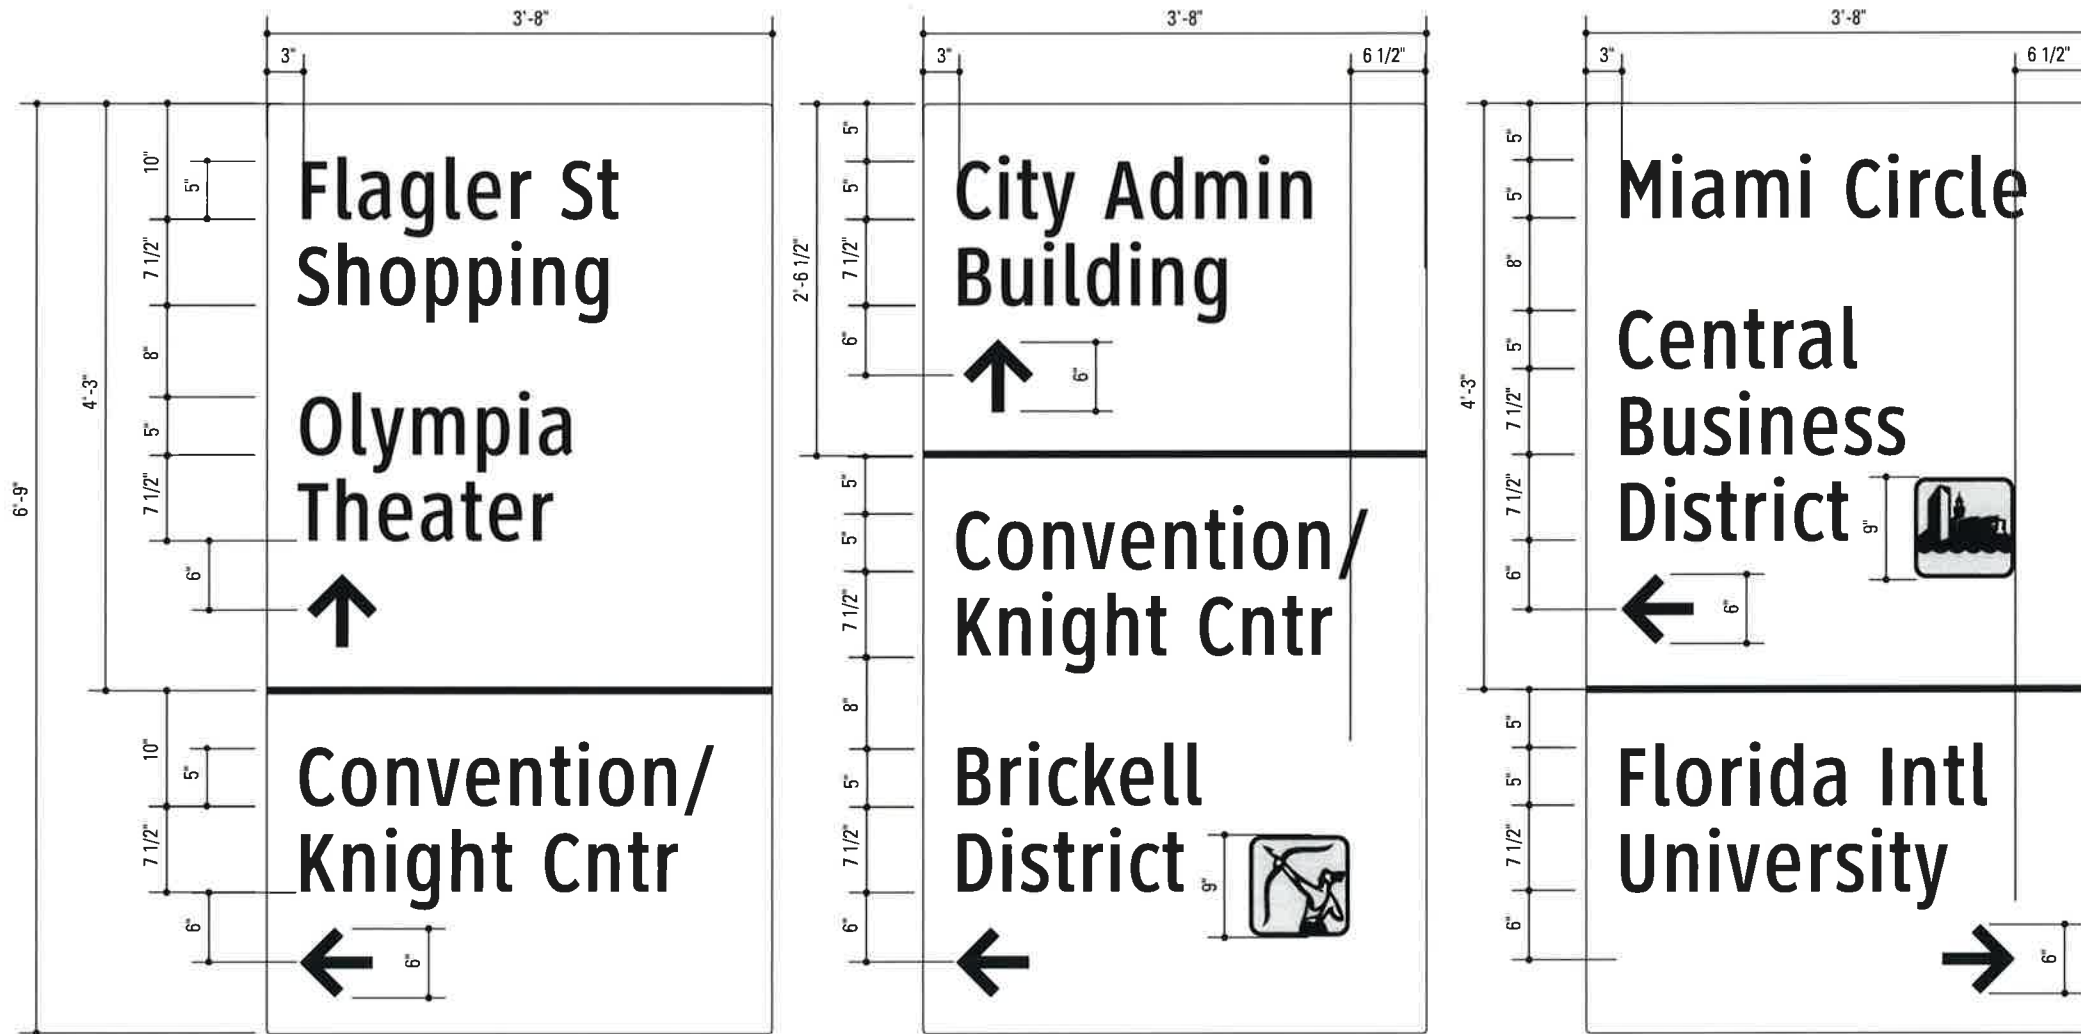 3'-8"
3"
6'-9"
4'-3"
10"
5"
7 1/2"
8"
5"
7 1/2"
6"
Flagler St
Shopping
Olympia
Theater
10"
5"
7 1/2"
6"
Convention/
Knight Cntr
6"
3'-8"
3"
6 1/2"
2'-6 1/2"
5"
5"
7 1/2"
6"
City Admin
Building
6"
5"
5"
7 1/2"
8"
5"
7 1/2"
6"
Convention/
Knight Cntr
Brickell
District
9"
3'-8"
3"
6 1/2"
4'-3"
5"
5"
8"
5"
7 1/2"
7 1/2"
6"
Miami Circle
Central
Business
District
9"
6"
5"
5"
7 1/2"
6"
Florida Intl
University
6"